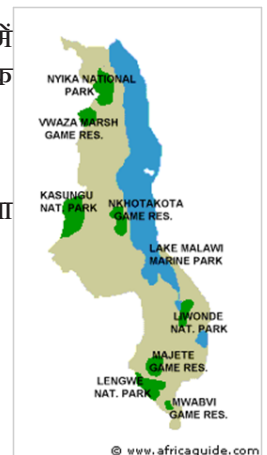 में
क
ा
NYIKA NATIONAL
PARK
VWAZA MARSH
GAME RES.
KASUNGU
NAT. PARK
NKHOTAKOTA
GAME RES.
LAKE MALAWI
MARINE PARK
LIWONDE
NAT. PARK
MAJETE
GAME RES.
LENGWE
NAT. PARK
MWABVI
GAME RES.
© www.africaguide.com